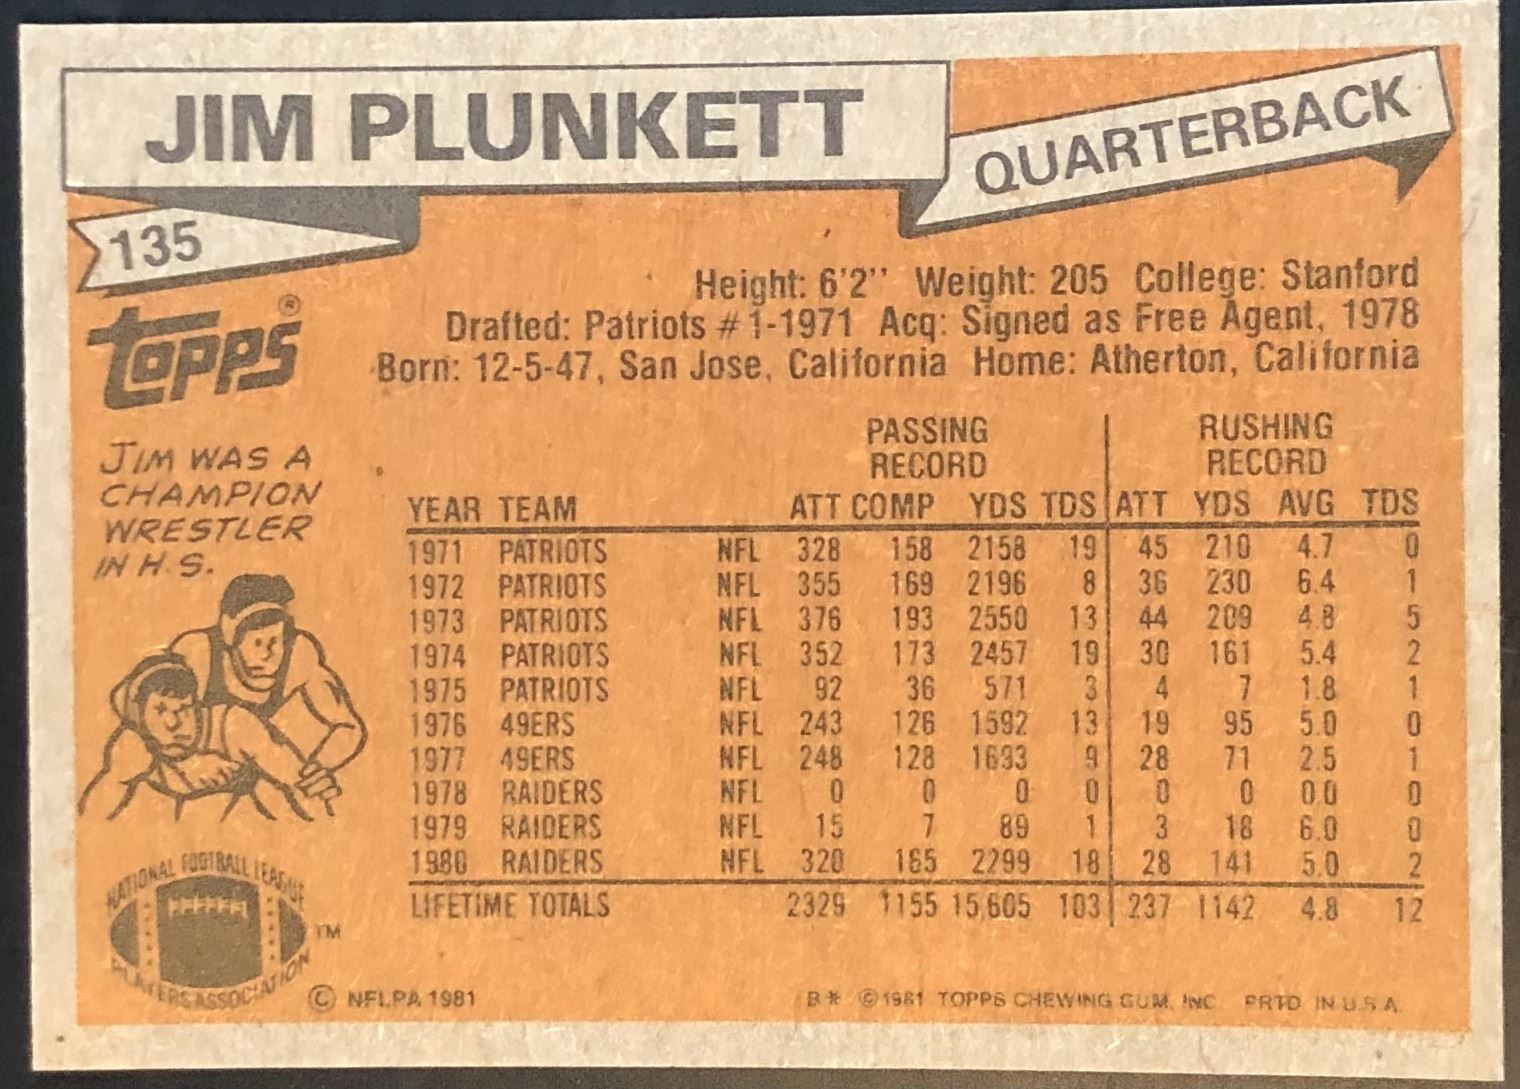 JIM PLUNKETT
QUARTERBACK
135
Topps®
Height: 6'2'' Weight: 205 College: Stanford
Drafted: Patriots #1-1971 Acq: Signed as Free Agent, 1978
Born: 12-5-47, San Jose, California Home: Atherton, California
JIM WAS A
CHAMPION
WRESTLER
IN H.S.
PASSING RUSHING
RECORD RECORD
YEAR TEAM ATT COMP YDS TDS ATT YDS AVG TDS
1971 PATRIOTS NFL 328 158 2158 19 45 210 4.7 0
1972 PATRIOTS NFL 355 169 2196 8 36 230 6.4 1
1973 PATRIOTS NFL 376 193 2550 13 44 209 4.8 5
1974 PATRIOTS NFL 352 173 2457 19 30 161 5.4 2
1975 PATRIOTS NFL 92 36 571 3 4 7 1.8 1
1976 49ERS NFL 243 126 1592 13 19 95 5.0 0
1977 49ERS NFL 248 128 1693 9 28 71 2.5 1
1978 RAIDERS NFL 0 0 0 0 0 0 0.0 0
1979 RAIDERS NFL 15 7 89 1 3 18 6.0 0
1980 RAIDERS NFL 320 165 2299 18 28 141 5.0 2
LIFETIME TOTALS 2329 1155 15,605 103 237 1142 4.8 12
NATIONAL FOOTBALL LEAGUE
PLAYERS ASSOCIATION
TM
© NFLPA 1981
B* © 1981 TOPPS CHEWING GUM, INC. PRTD. IN U.S.A.